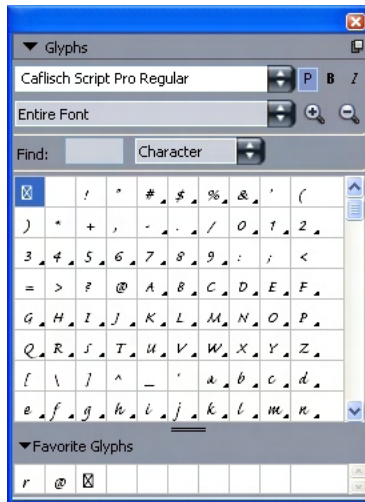 Glyphs
Caflisch Script Pro Regular P B I
Entire Font
Find: Character
! " # $ % & ' (
) * + , - . / 0 1 2
3 4 5 6 7 8 9 : ; <
= > ? @ A B C D E F
G H I J K L M N O P
Q R S T U V W X Y Z
[ \ ] ^ _ ` a b c d
e f g h i j k l m n
Favorite Glyphs
r @